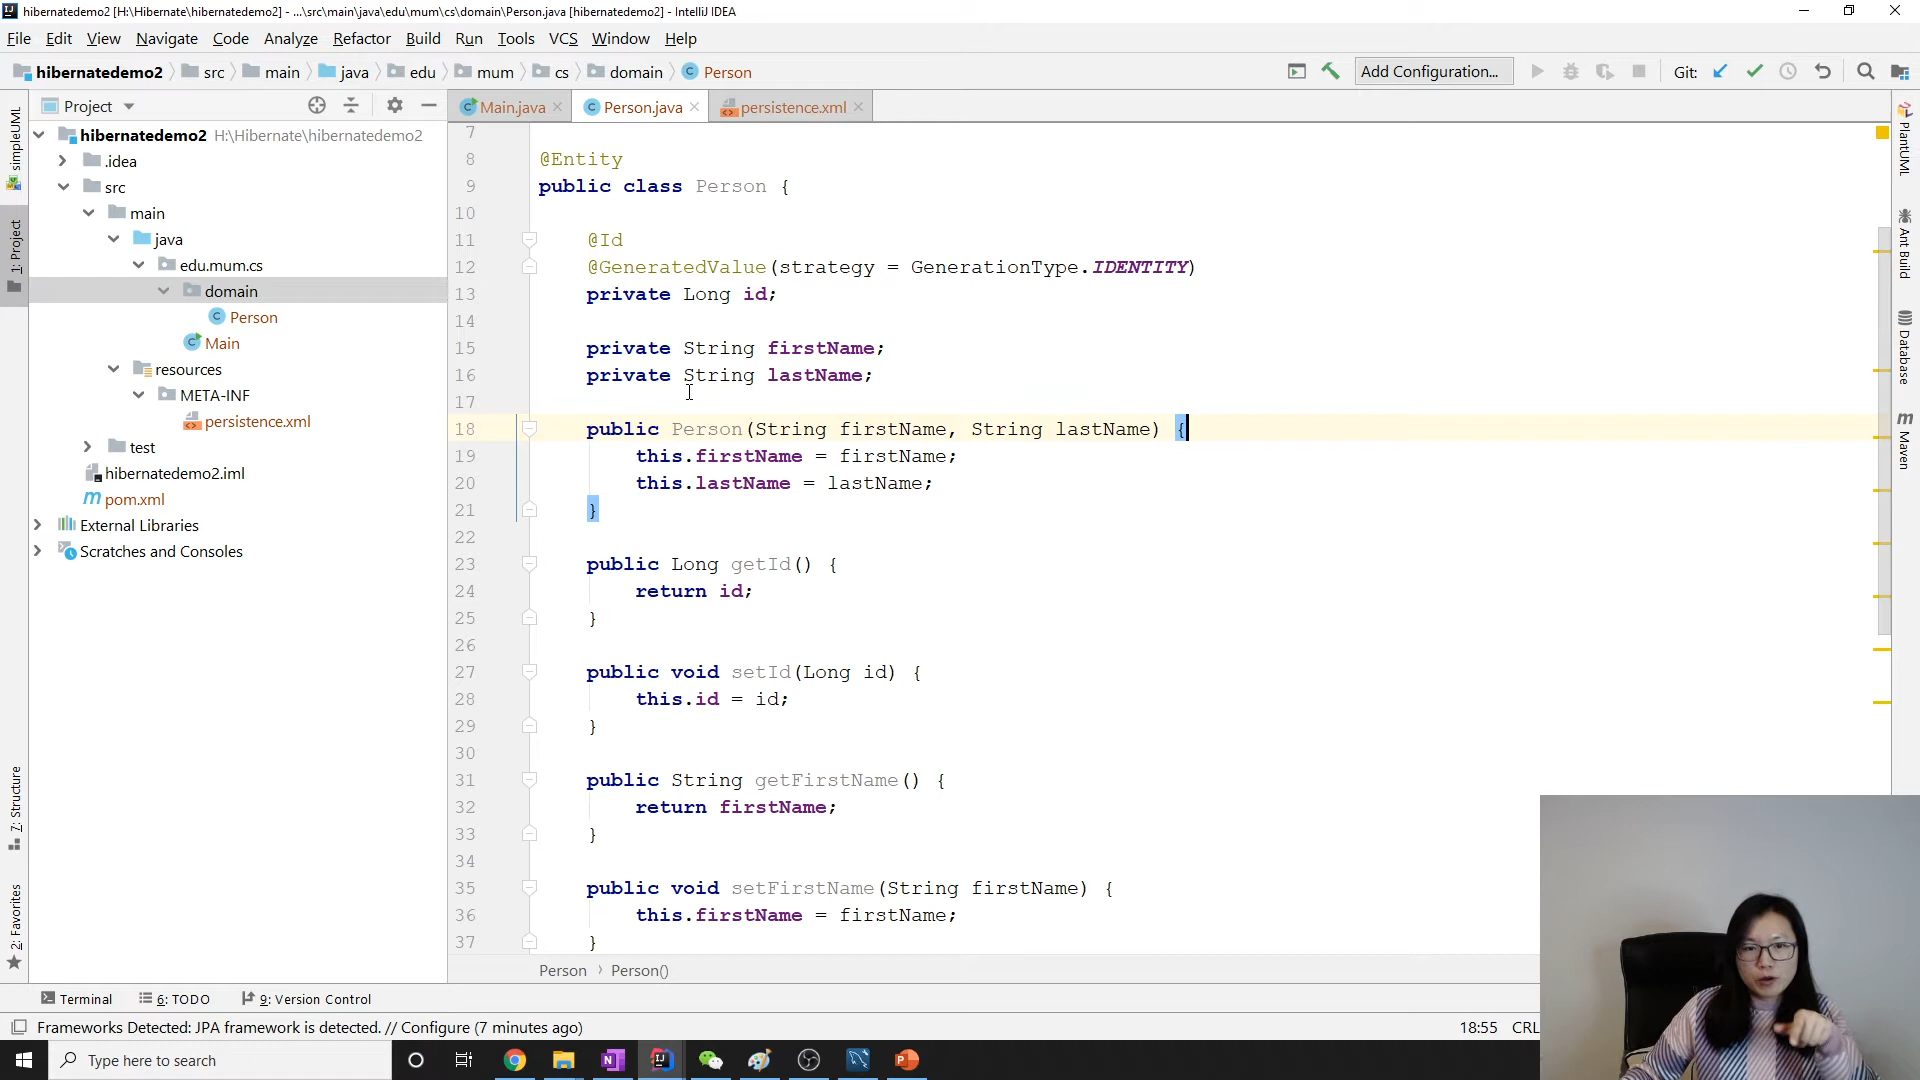 hibernatedemo2 [H:\Hibernate\hibernatedemo2] - ...\src\main\java\edu\mum\cs\domain\Person.java [hibernatedemo2] - IntelliJ IDEA
File Edit View Navigate Code Analyze Refactor Build Run Tools VCS Window Help
hibernatedemo2 src main java edu mum cs domain Person
Add Configuration...
Git:
Project
Main.java
Person.java
persistence.xml
hibernatedemo2 H:\Hibernate\hibernatedemo2
.idea
src
main
java
edu.mum.cs
domain
Person
Main
resources
META-INF
persistence.xml
test
hibernatedemo2.iml
pom.xml
External Libraries
Scratches and Consoles
simpleUML
1: Project
7: Structure
2: Favorites
7
8 @Entity
9 public class Person {
10
11 @Id
12 @GeneratedValue(strategy = GenerationType.IDENTITY)
13 private Long id;
14
15 private String firstName;
16 private String lastName;
17
18 public Person(String firstName, String lastName) {
19 this.firstName = firstName;
20 this.lastName = lastName;
21 }
22
23 public Long getId() {
24 return id;
25 }
26
27 public void setId(Long id) {
28 this.id = id;
29 }
30
31 public String getFirstName() {
32 return firstName;
33 }
34
35 public void setFirstName(String firstName) {
36 this.firstName = firstName;
37 }
Person › Person()
PlantUML
Ant Build
Database
Maven
Terminal
6: TODO
9: Version Control
Frameworks Detected: JPA framework is detected. // Configure (7 minutes ago)
18:55 CRL
Type here to search